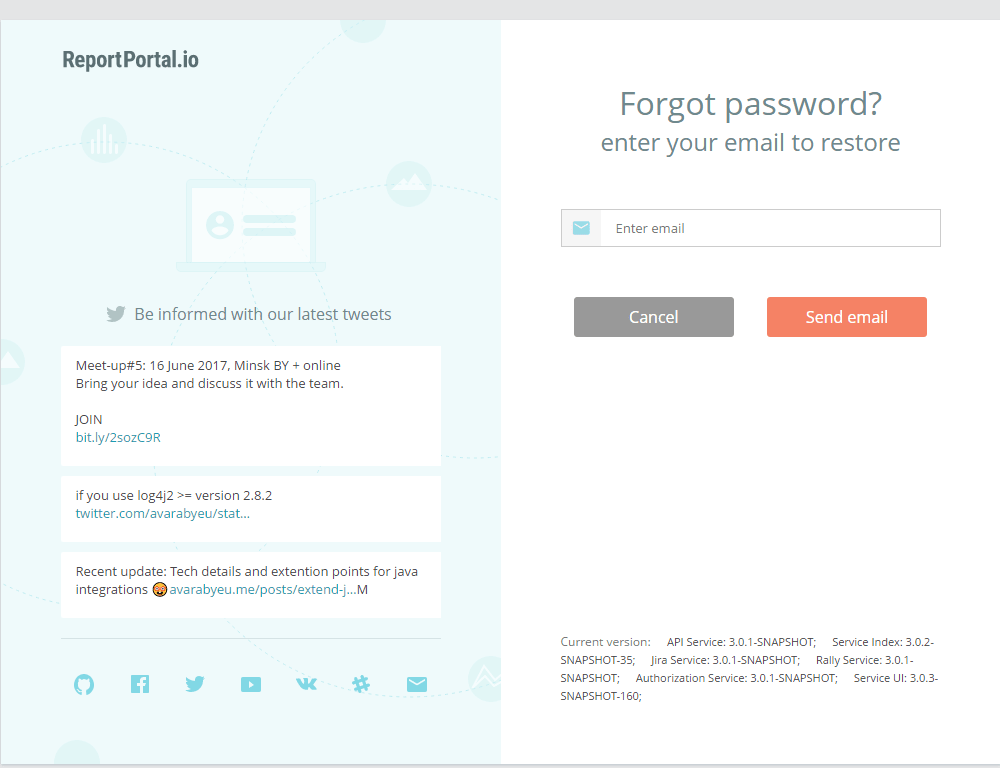 ReportPortal.io
Be informed with our latest tweets
Meet-up#5: 16 June 2017, Minsk BY + online
Bring your idea and discuss it with the team.
JOIN
bit.ly/2sozC9R
if you use log4j2 >= version 2.8.2
twitter.com/avarabyeu/stat...
Recent update: Tech details and extention points for java
integrations avarabyeu.me/posts/extend-j...M
Forgot password?
enter your email to restore
Enter email
Cancel
Send email
Current version: API Service: 3.0.1-SNAPSHOT; Service Index: 3.0.2-
SNAPSHOT-35; Jira Service: 3.0.1-SNAPSHOT; Rally Service: 3.0.1-
SNAPSHOT; Authorization Service: 3.0.1-SNAPSHOT; Service UI: 3.0.3-
SNAPSHOT-160;